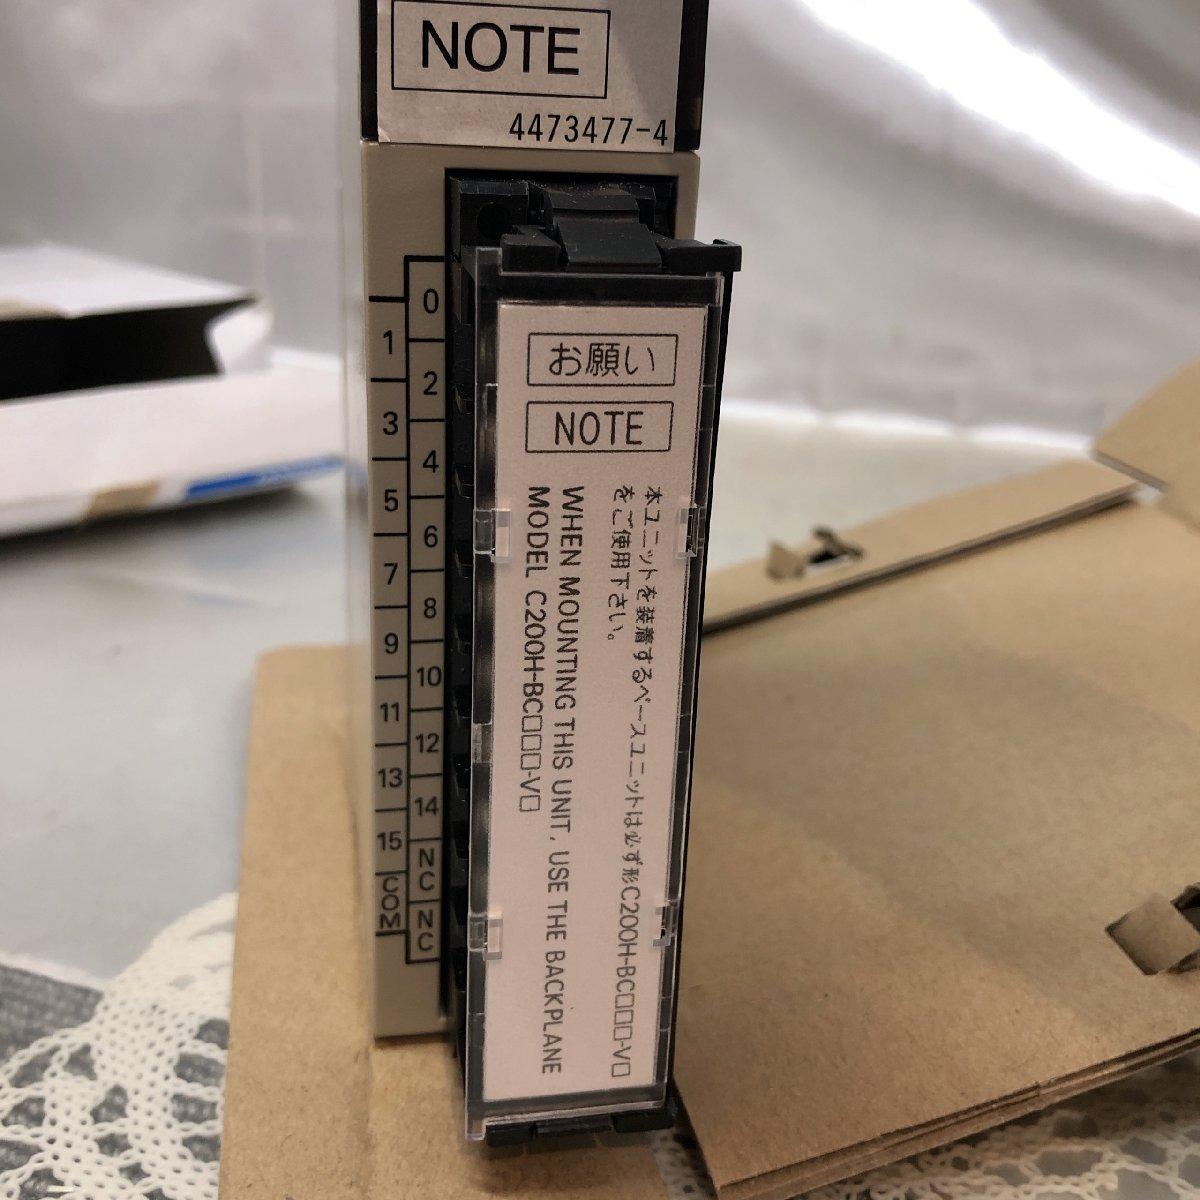 NOTE
4473477-4
0
1
2
3
4
5
6
7
8
9
10
11
12
13
14
15
NC
COM
NC
お願い
NOTE
本ユニットを装着するベースユニットは必ず形C200H-BC□□□-V□
をご使用下さい。
WHEN MOUNTING THIS UNIT, USE THE BACKPLANE
MODEL C200H-BC□□□-V□